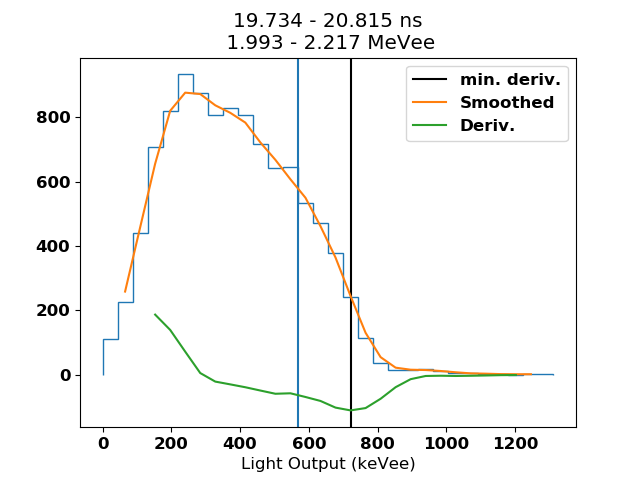 19.734 - 20.815 ns
1.993 - 2.217 MeVee
min. deriv.
Smoothed
Deriv.
800
600
400
200
0
0 200 400 600 800 1000 1200
Light Output (keVee)